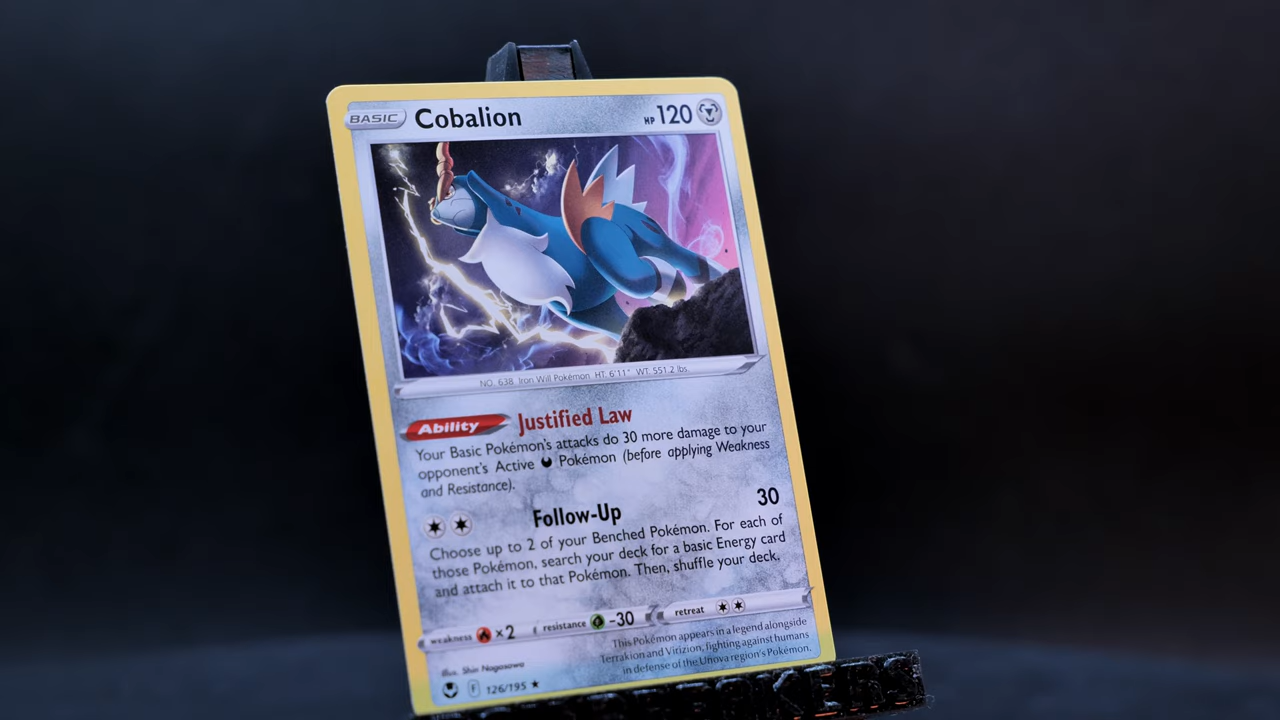 BASIC Cobalion HP 120
NO. 638 Iron Will Pokémon HT. 6'11" WT. 551.2 lbs.
Ability Justified Law
Your Basic Pokémon's attacks do 30 more damage to your
opponent's Active Pokémon (before applying Weakness
and Resistance).
Follow-Up 30
Choose up to 2 of your Benched Pokémon. For each of
those Pokémon, search your deck for a basic Energy card
and attach it to that Pokémon. Then, shuffle your deck.
weakness ×2 resistance -30 retreat
This Pokémon appears in a legend alongside
Terrakion and Virizion, fighting against humans
in defense of the Unova region's Pokémon.
Illus. Shin Nagasawa
F 126/195 ★